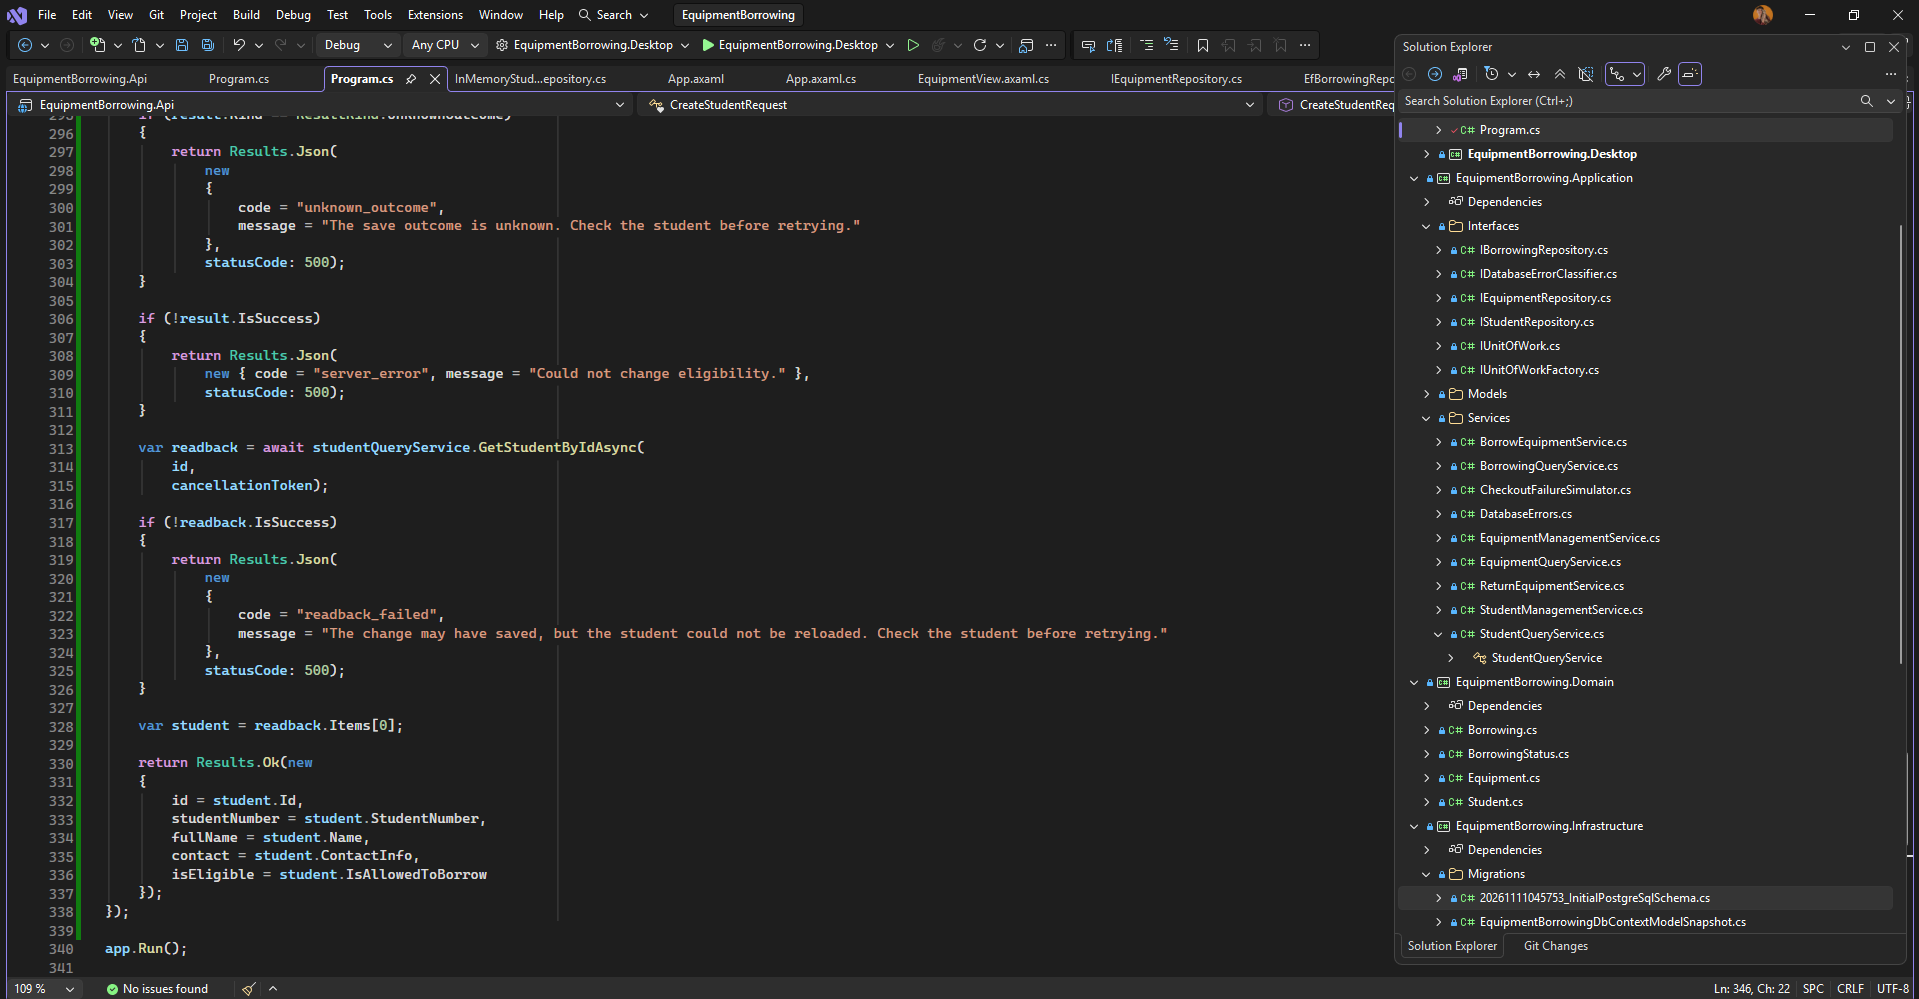 File Edit View Git Project Build Debug Test Tools Extensions Window Help Search EquipmentBorrowing
Debug Any CPU EquipmentBorrowing.Desktop EquipmentBorrowing.Desktop
EquipmentBorrowing.Api Program.cs Program.cs InMemoryStud...epository.cs App.axaml App.axaml.cs EquipmentView.axaml.cs IEquipmentRepository.cs EfBorrowingRepo
EquipmentBorrowing.Api CreateStudentRequest CreateStudentReq
295 if (result.Kind == ResultKind.UnknownOutcome)
296 {
297 return Results.Json(
298 new
299 {
300 code = "unknown_outcome",
301 message = "The save outcome is unknown. Check the student before retrying."
302 },
303 statusCode: 500);
304 }
305
306 if (!result.IsSuccess)
307 {
308 return Results.Json(
309 new { code = "server_error", message = "Could not change eligibility." },
310 statusCode: 500);
311 }
312
313 var readback = await studentQueryService.GetStudentByIdAsync(
314 id,
315 cancellationToken);
316
317 if (!readback.IsSuccess)
318 {
319 return Results.Json(
320 new
321 {
322 code = "readback_failed",
323 message = "The change may have saved, but the student could not be reloaded. Check the student before retrying."
324 },
325 statusCode: 500);
326 }
327
328 var student = readback.Items[0];
329
330 return Results.Ok(new
331 {
332 id = student.Id,
333 studentNumber = student.StudentNumber,
334 fullName = student.Name,
335 contact = student.ContactInfo,
336 isEligible = student.IsAllowedToBorrow
337 });
338 });
339
340 app.Run();
341
109 % No issues found Ln: 346, Ch: 22 SPC CRLF UTF-8
Solution Explorer
Search Solution Explorer (Ctrl+;)
C# Program.cs
C# EquipmentBorrowing.Desktop
C# EquipmentBorrowing.Application
Dependencies
Interfaces
C# IBorrowingRepository.cs
C# IDatabaseErrorClassifier.cs
C# IEquipmentRepository.cs
C# IStudentRepository.cs
C# IUnitOfWork.cs
C# IUnitOfWorkFactory.cs
Models
Services
C# BorrowEquipmentService.cs
C# BorrowingQueryService.cs
C# CheckoutFailureSimulator.cs
C# DatabaseErrors.cs
C# EquipmentManagementService.cs
C# EquipmentQueryService.cs
C# ReturnEquipmentService.cs
C# StudentManagementService.cs
C# StudentQueryService.cs
StudentQueryService
C# EquipmentBorrowing.Domain
Dependencies
C# Borrowing.cs
C# BorrowingStatus.cs
C# Equipment.cs
C# Student.cs
C# EquipmentBorrowing.Infrastructure
Dependencies
Migrations
C# 20261111045753_InitialPostgreSqlSchema.cs
C# EquipmentBorrowingDbContextModelSnapshot.cs
Solution Explorer Git Changes